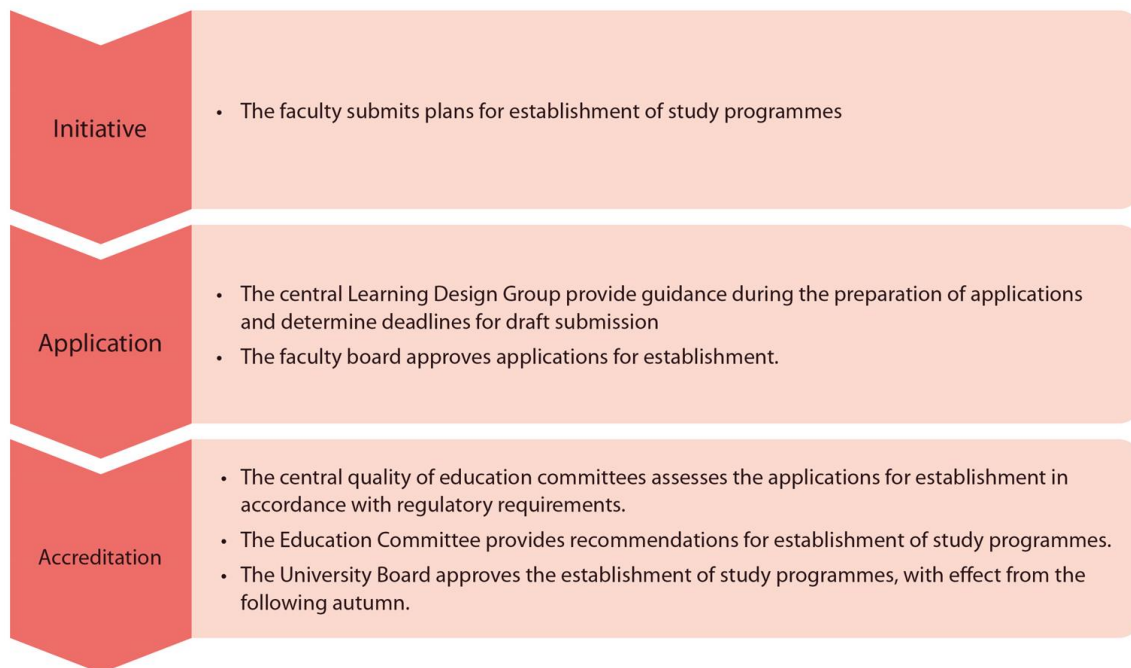 Initiative
• The faculty submits plans for establishment of study programmes
Application
• The central Learning Design Group provide guidance during the preparation of applications
and determine deadlines for draft submission
• The faculty board approves applications for establishment.
Accreditation
• The central quality of education committees assesses the applications for establishment in
accordance with regulatory requirements.
• The Education Committee provides recommendations for establishment of study programmes.
• The University Board approves the establishment of study programmes, with effect from the
following autumn.